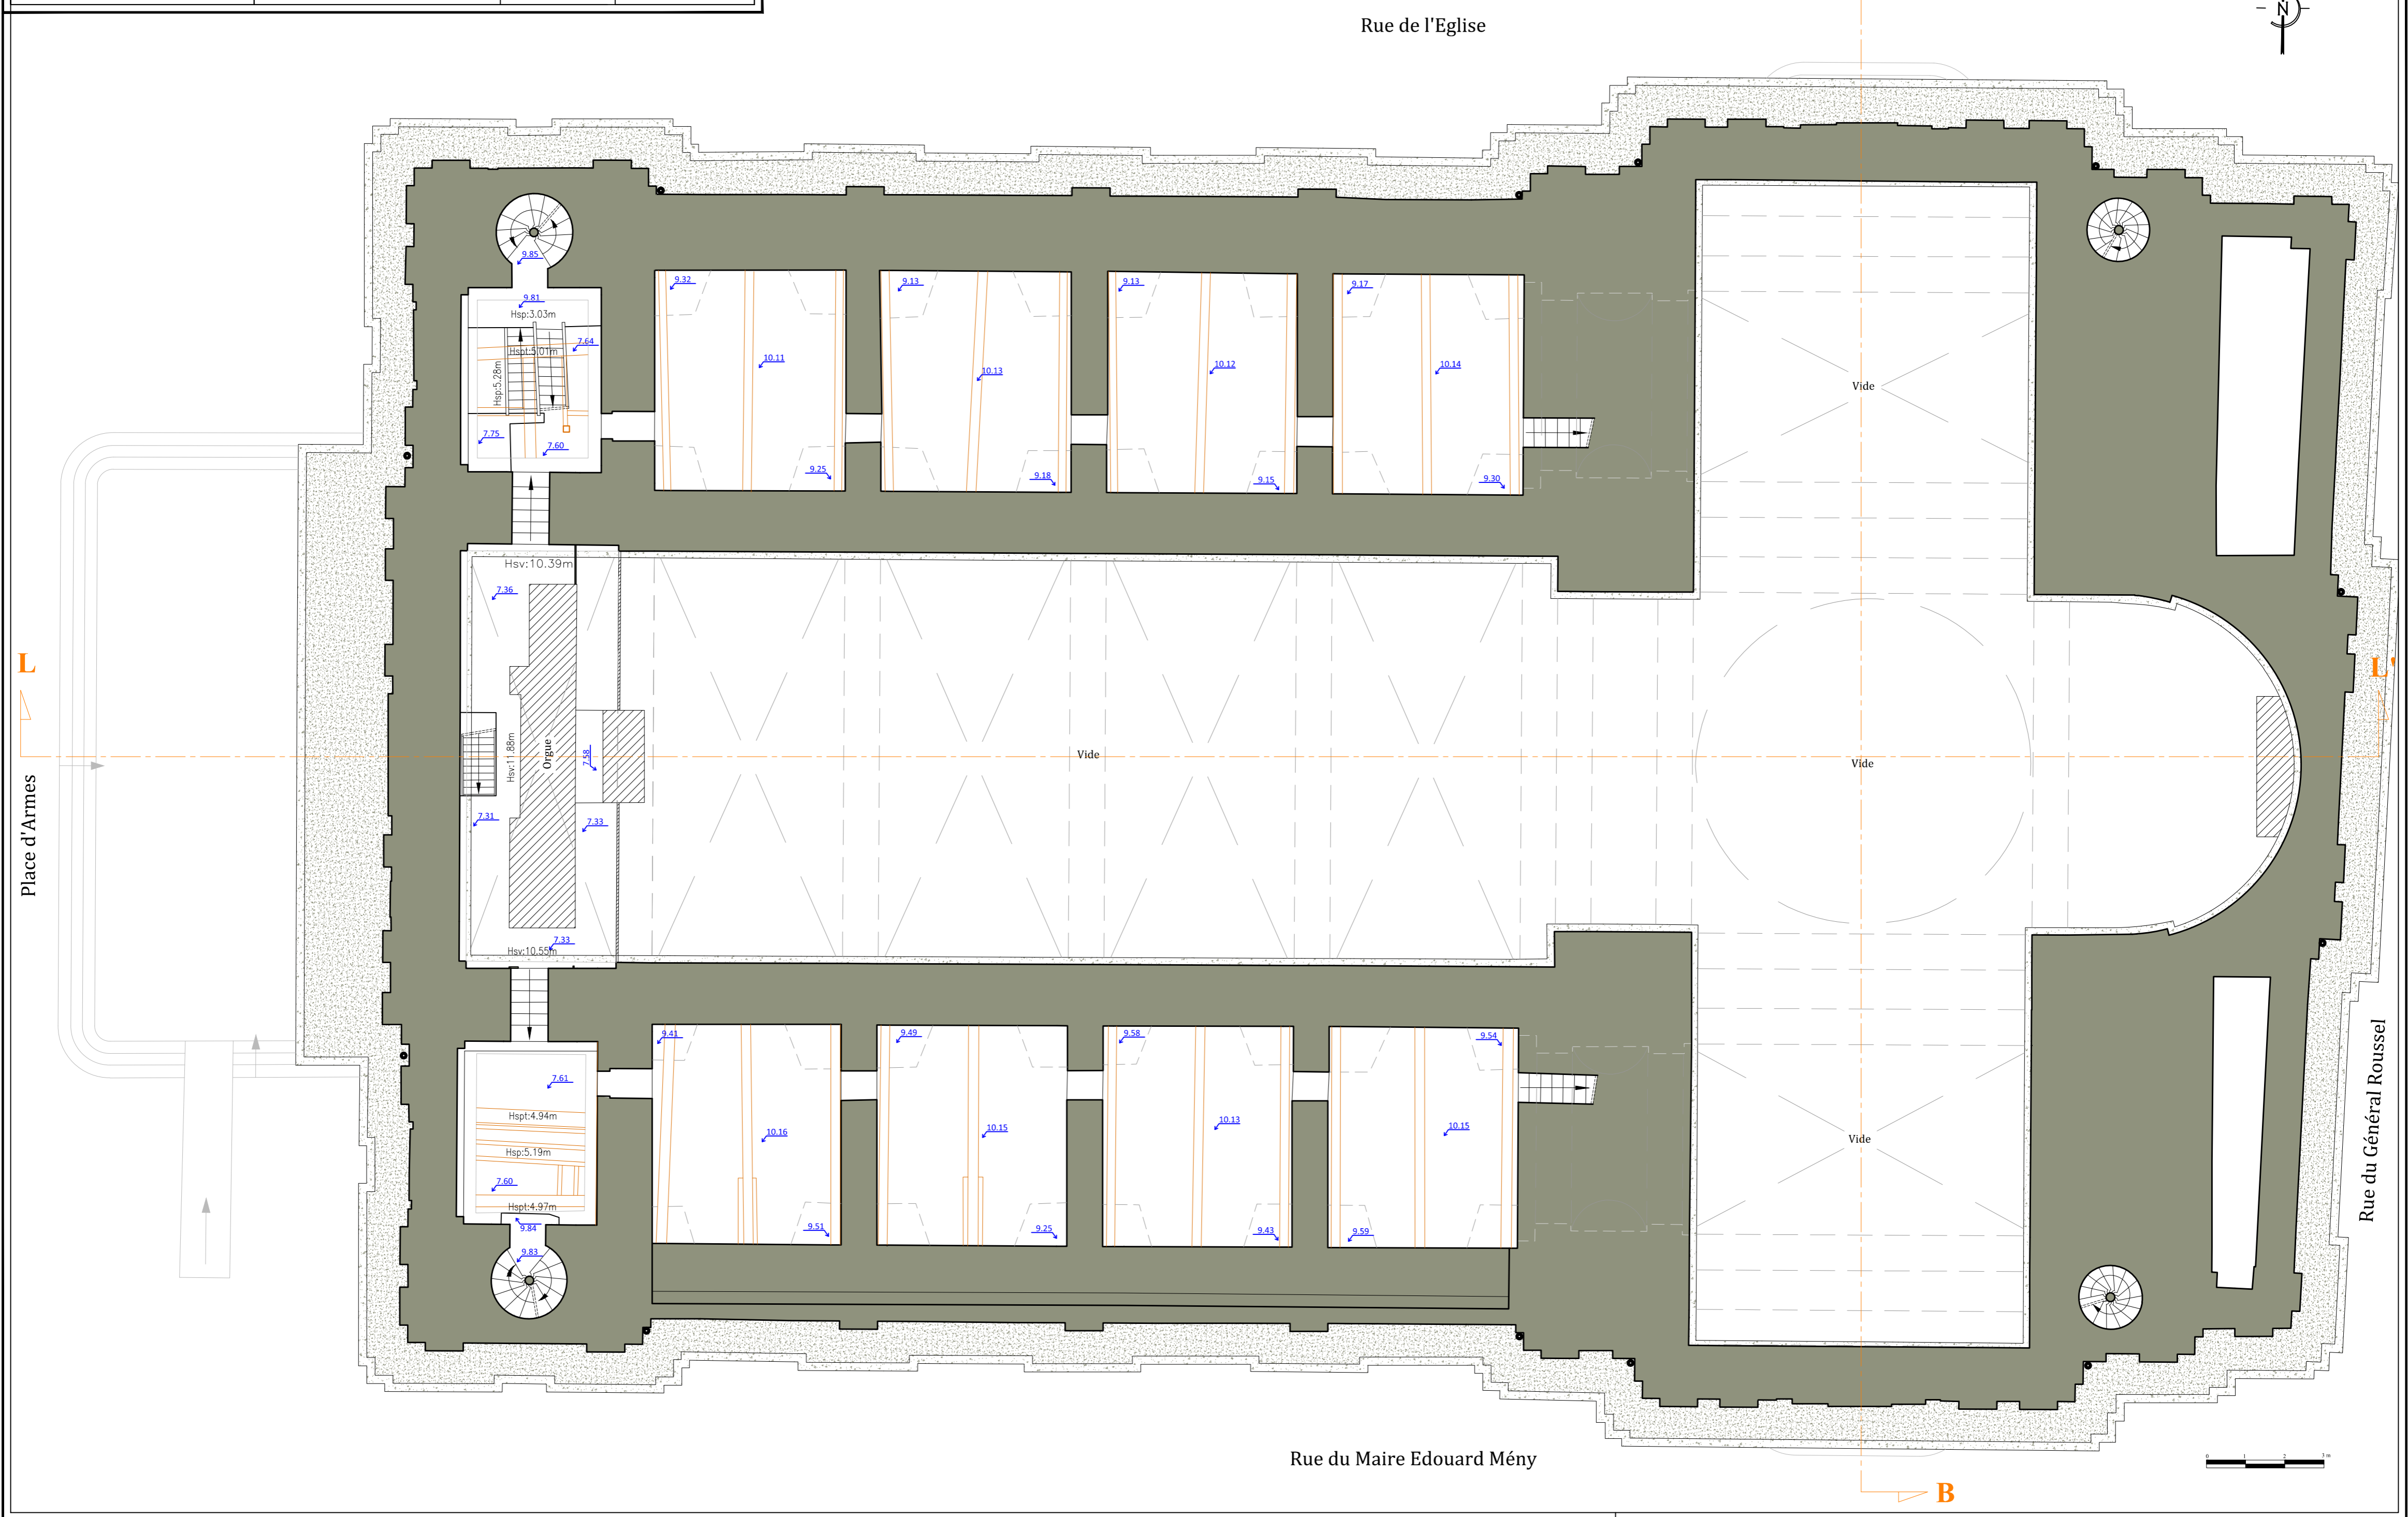 Rue de l'Eglise
N
9.85
9.81
Hsp:3.03m
9.32
9.13
9.13
9.17
Hspt:5.01m
7.64
Hsp:5.28m
10.11
10.13
10.12
10.14
Vide
7.75
7.60
9.25
9.18
9.15
9.30
Hsv:10.39m
7.36
L
L'
Hsv:11.88m
Orgue
7.58
Vide
Vide
Place d'Armes
7.31
7.33
7.33
Hsv:10.55m
9.41
9.49
9.58
9.54
7.61
Hspt:4.94m
10.16
10.15
10.13
10.15
Vide
Hsp:5.19m
7.60
Hspt:4.97m
9.84
9.51
9.25
9.43
9.59
9.83
Rue du Général Roussel
Rue du Maire Edouard Mény
0 1 2 3 m
B